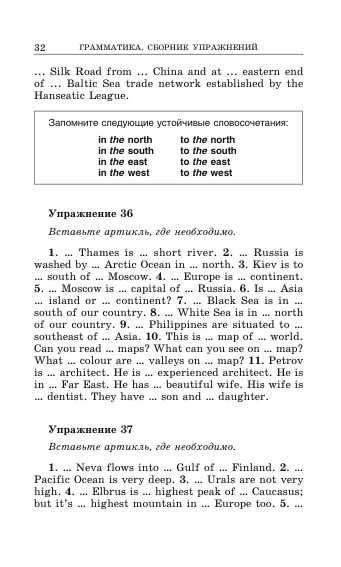 32 ГРАММАТИКА. СБОРНИК УПРАЖНЕНИЙ
... Silk Road from ... China and at ... eastern end
of ... Baltic Sea trade network established by the
Hanseatic League.
Запомните следующие устойчивые словосочетания:
in the north to the north
in the south to the south
in the east to the east
in the west to the west
Упражнение 36
Вставьте артикль, где необходимо.
1. ... Thames is ... short river. 2. ... Russia is
washed by ... Arctic Ocean in ... north. 3. Kiev is to
... south of ... Moscow. 4. ... Europe is ... continent.
5. ... Moscow is ... capital of ... Russia. 6. Is ... Asia
... island or ... continent? 7. ... Black Sea is in ...
south of our country. 8. ... White Sea is in ... north
of our country. 9. ... Philippines are situated to ...
southeast of ... Asia. 10. This is ... map of ... world.
Can you read ... maps? What can you see on ... map?
What ... colour are ... valleys on ... map? 11. Petrov
is ... architect. He is ... experienced architect. He is
in ... Far East. He has ... beautiful wife. His wife is
... dentist. They have ... son and ... daughter.
Упражнение 37
Вставьте артикль, где необходимо.
1. ... Neva flows into ... Gulf of ... Finland. 2. ...
Pacific Ocean is very deep. 3. ... Urals are not very
high. 4. ... Elbrus is ... highest peak of ... Caucasus;
but it's ... highest mountain in ... Europe too. 5. ...